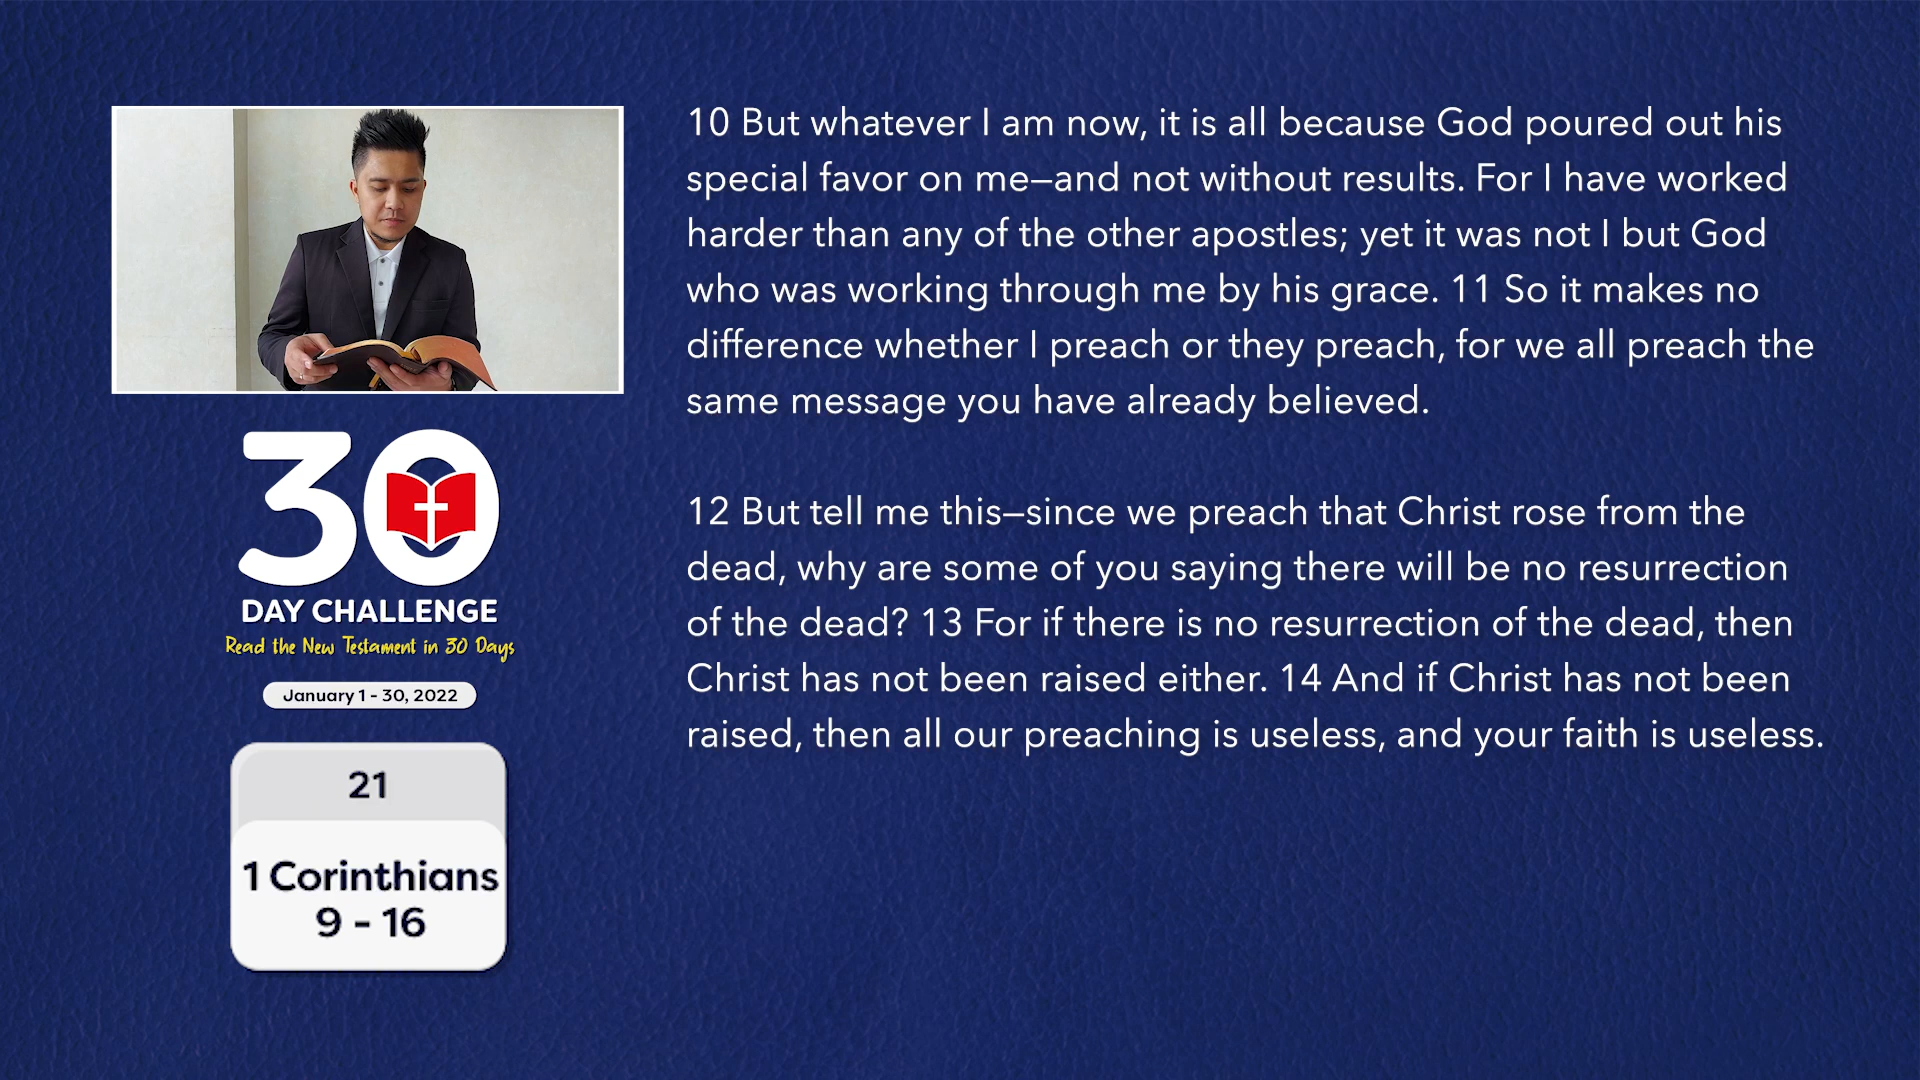 10 But whatever I am now, it is all because God poured out his
special favor on me—and not without results. For I have worked
harder than any of the other apostles; yet it was not I but God
who was working through me by his grace. 11 So it makes no
difference whether I preach or they preach, for we all preach the
same message you have already believed.
12 But tell me this—since we preach that Christ rose from the
dead, why are some of you saying there will be no resurrection
of the dead? 13 For if there is no resurrection of the dead, then
Christ has not been raised either. 14 And if Christ has not been
raised, then all our preaching is useless, and your faith is useless.
30
DAY CHALLENGE
Read the New Testament in 30 Days
January 1 - 30, 2022
21
1 Corinthians
9 - 16